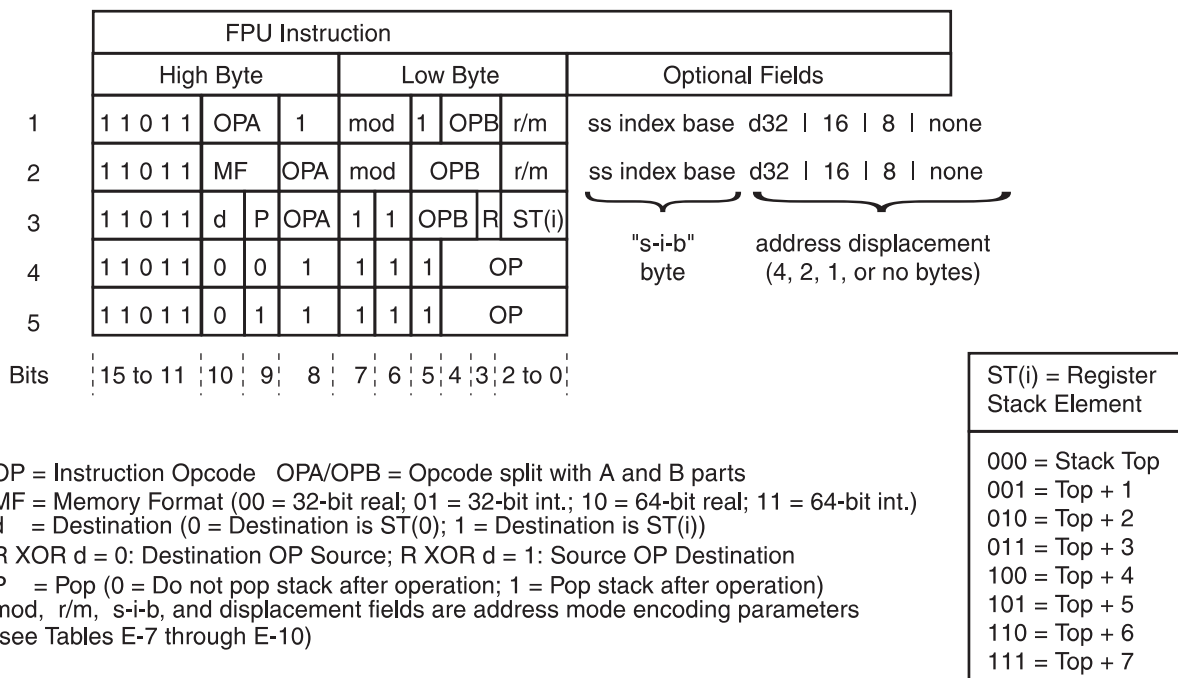 FPU Instruction
High Byte Low Byte Optional Fields
1 1 1 0 1 1 OPA 1 mod 1 OPB r/m ss index base d32 | 16 | 8 | none
2 1 1 0 1 1 MF OPA mod OPB r/m ss index base d32 | 16 | 8 | none
3 1 1 0 1 1 d P OPA 1 1 OPB R ST(i)
"s-i-b" address displacement
byte (4, 2, 1, or no bytes)
4 1 1 0 1 1 0 0 1 1 1 1 OP
5 1 1 0 1 1 0 1 1 1 1 1 OP
Bits 15 to 11 10 9 8 7 6 5 4 3 2 to 0
ST(i) = Register
Stack Element
000 = Stack Top
001 = Top + 1
010 = Top + 2
011 = Top + 3
100 = Top + 4
101 = Top + 5
110 = Top + 6
111 = Top + 7
OP = Instruction Opcode OPA/OPB = Opcode split with A and B parts
MF = Memory Format (00 = 32-bit real; 01 = 32-bit int.; 10 = 64-bit real; 11 = 64-bit int.)
d = Destination (0 = Destination is ST(0); 1 = Destination is ST(i))
R XOR d = 0: Destination OP Source; R XOR d = 1: Source OP Destination
P = Pop (0 = Do not pop stack after operation; 1 = Pop stack after operation)
mod, r/m, s-i-b, and displacement fields are address mode encoding parameters
(see Tables E-7 through E-10)